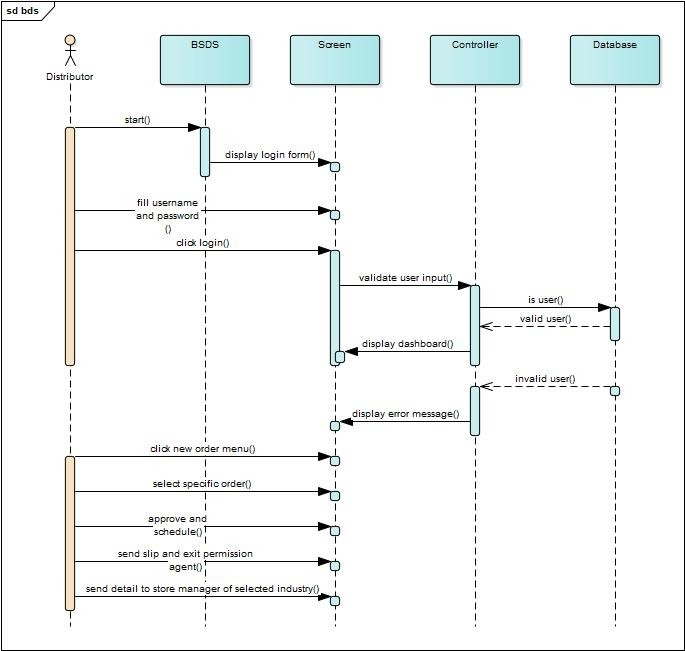 sd bds
BSDS
Screen
Controller
Database
Distributor
start()
display login form()
fill username
and password
()
click login()
validate user input()
is user()
valid user()
display dashboard()
invalid user()
display error message()
click new order menu()
select specific order()
approve and
schedule()
send slip and exit permission
agent()
send detail to store manager of selected industry()